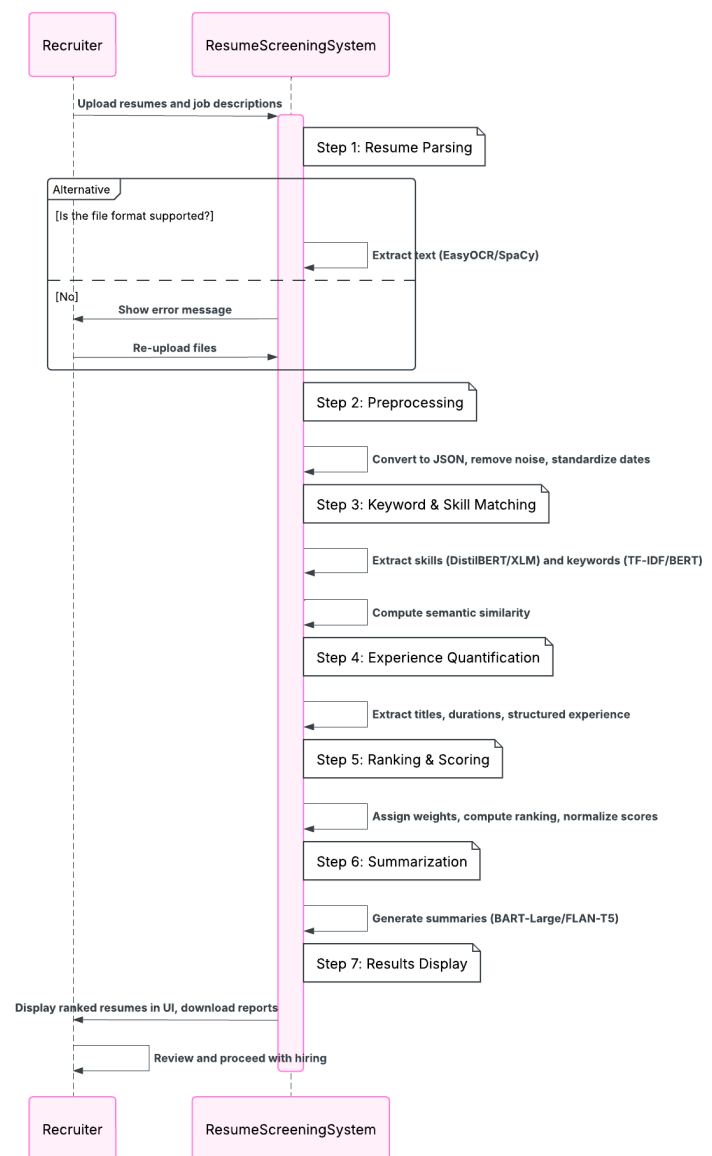 Recruiter
ResumeScreeningSystem
Upload resumes and job descriptions
Step 1: Resume Parsing
Alternative
[Is the file format supported?]
Extract text (EasyOCR/SpaCy)
[No]
Show error message
Re-upload files
Step 2: Preprocessing
Convert to JSON, remove noise, standardize dates
Step 3: Keyword & Skill Matching
Extract skills (DistilBERT/XLM) and keywords (TF-IDF/BERT)
Compute semantic similarity
Step 4: Experience Quantification
Extract titles, durations, structured experience
Step 5: Ranking & Scoring
Assign weights, compute ranking, normalize scores
Step 6: Summarization
Generate summaries (BART-Large/FLAN-T5)
Step 7: Results Display
Display ranked resumes in UI, download reports
Review and proceed with hiring
Recruiter
ResumeScreeningSystem